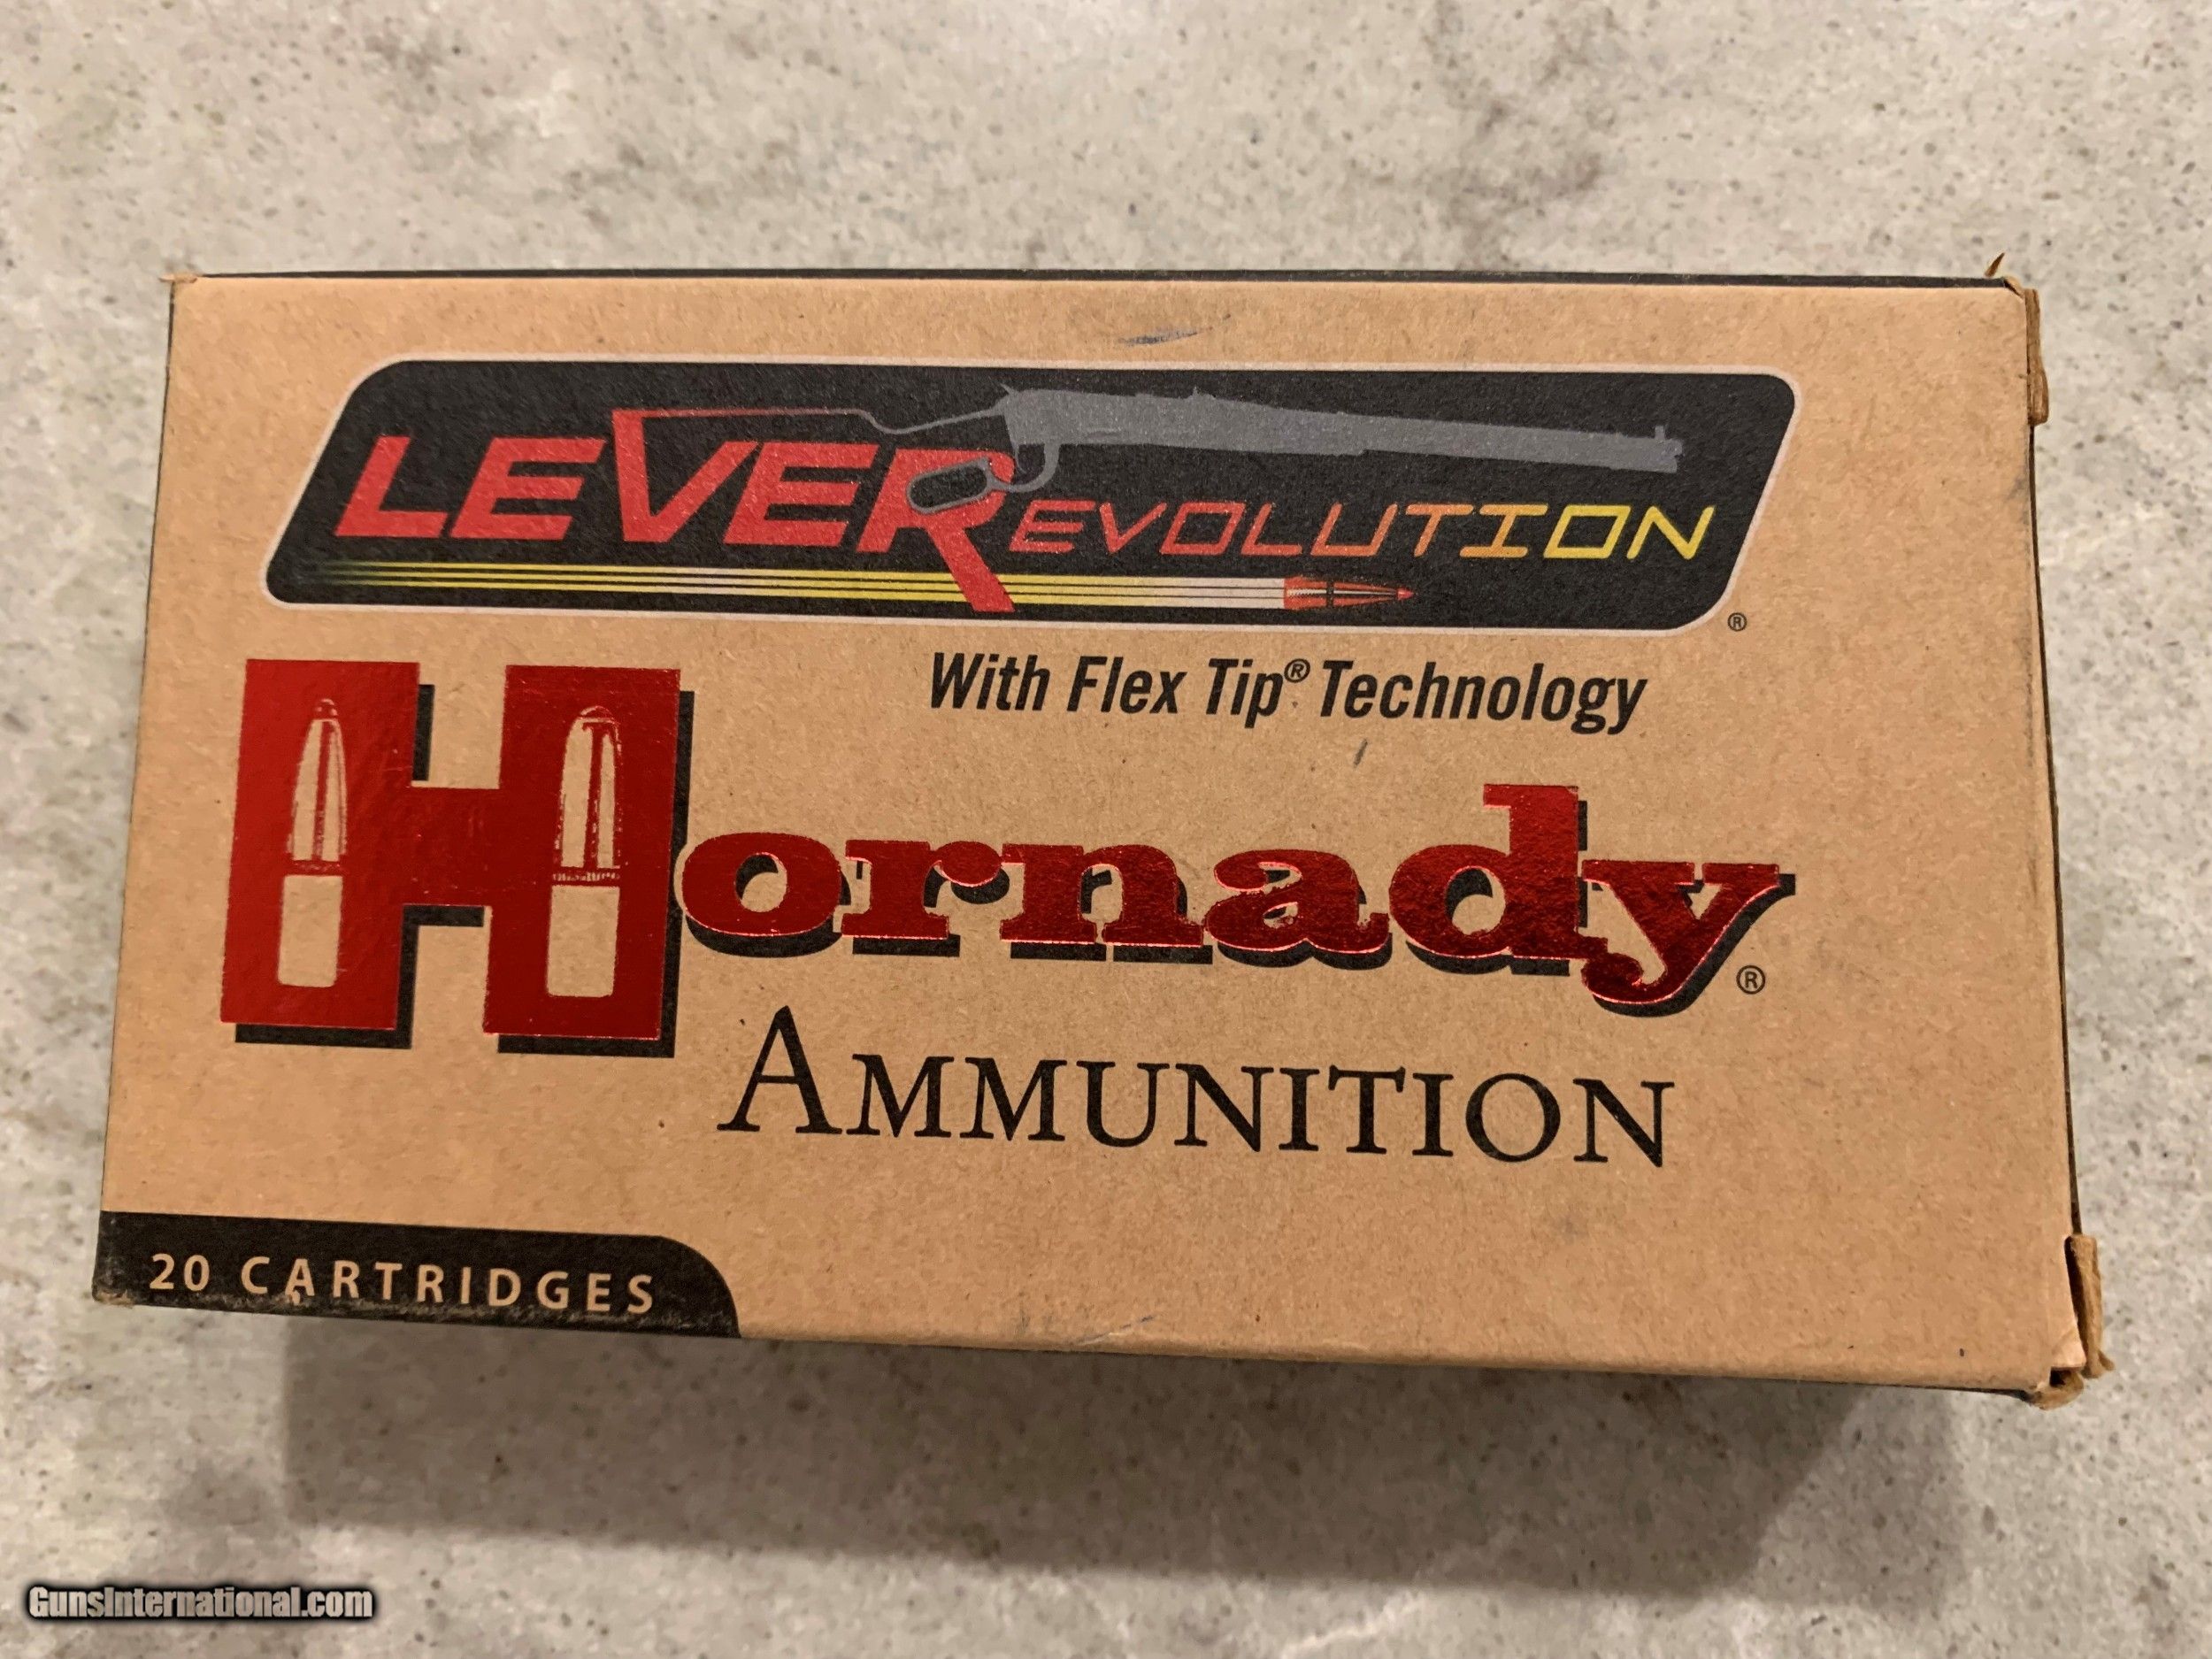 LEVEREVOLUTION
®
With Flex Tip® Technology
Hornady®
AMMUNITION
20 CARTRIDGES
GunsInternational.com